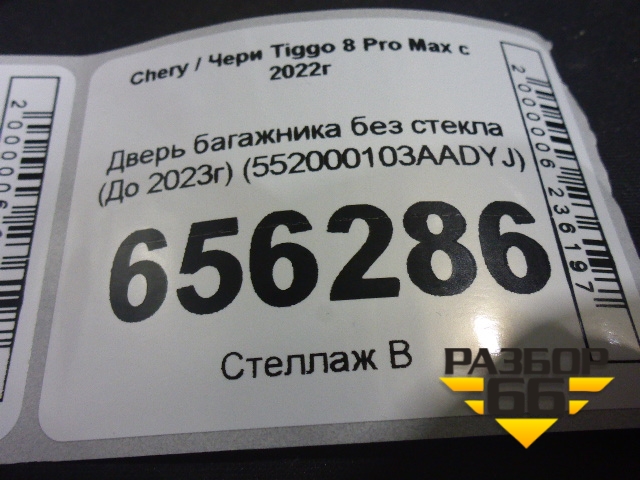 Chery / Чери Tiggo 8 Pro Max с
2022г
Дверь багажника без стекла
(До 2023г) (552000103AADYJ)
656286
Стеллаж В
2000006236197
РАЗБОР
66